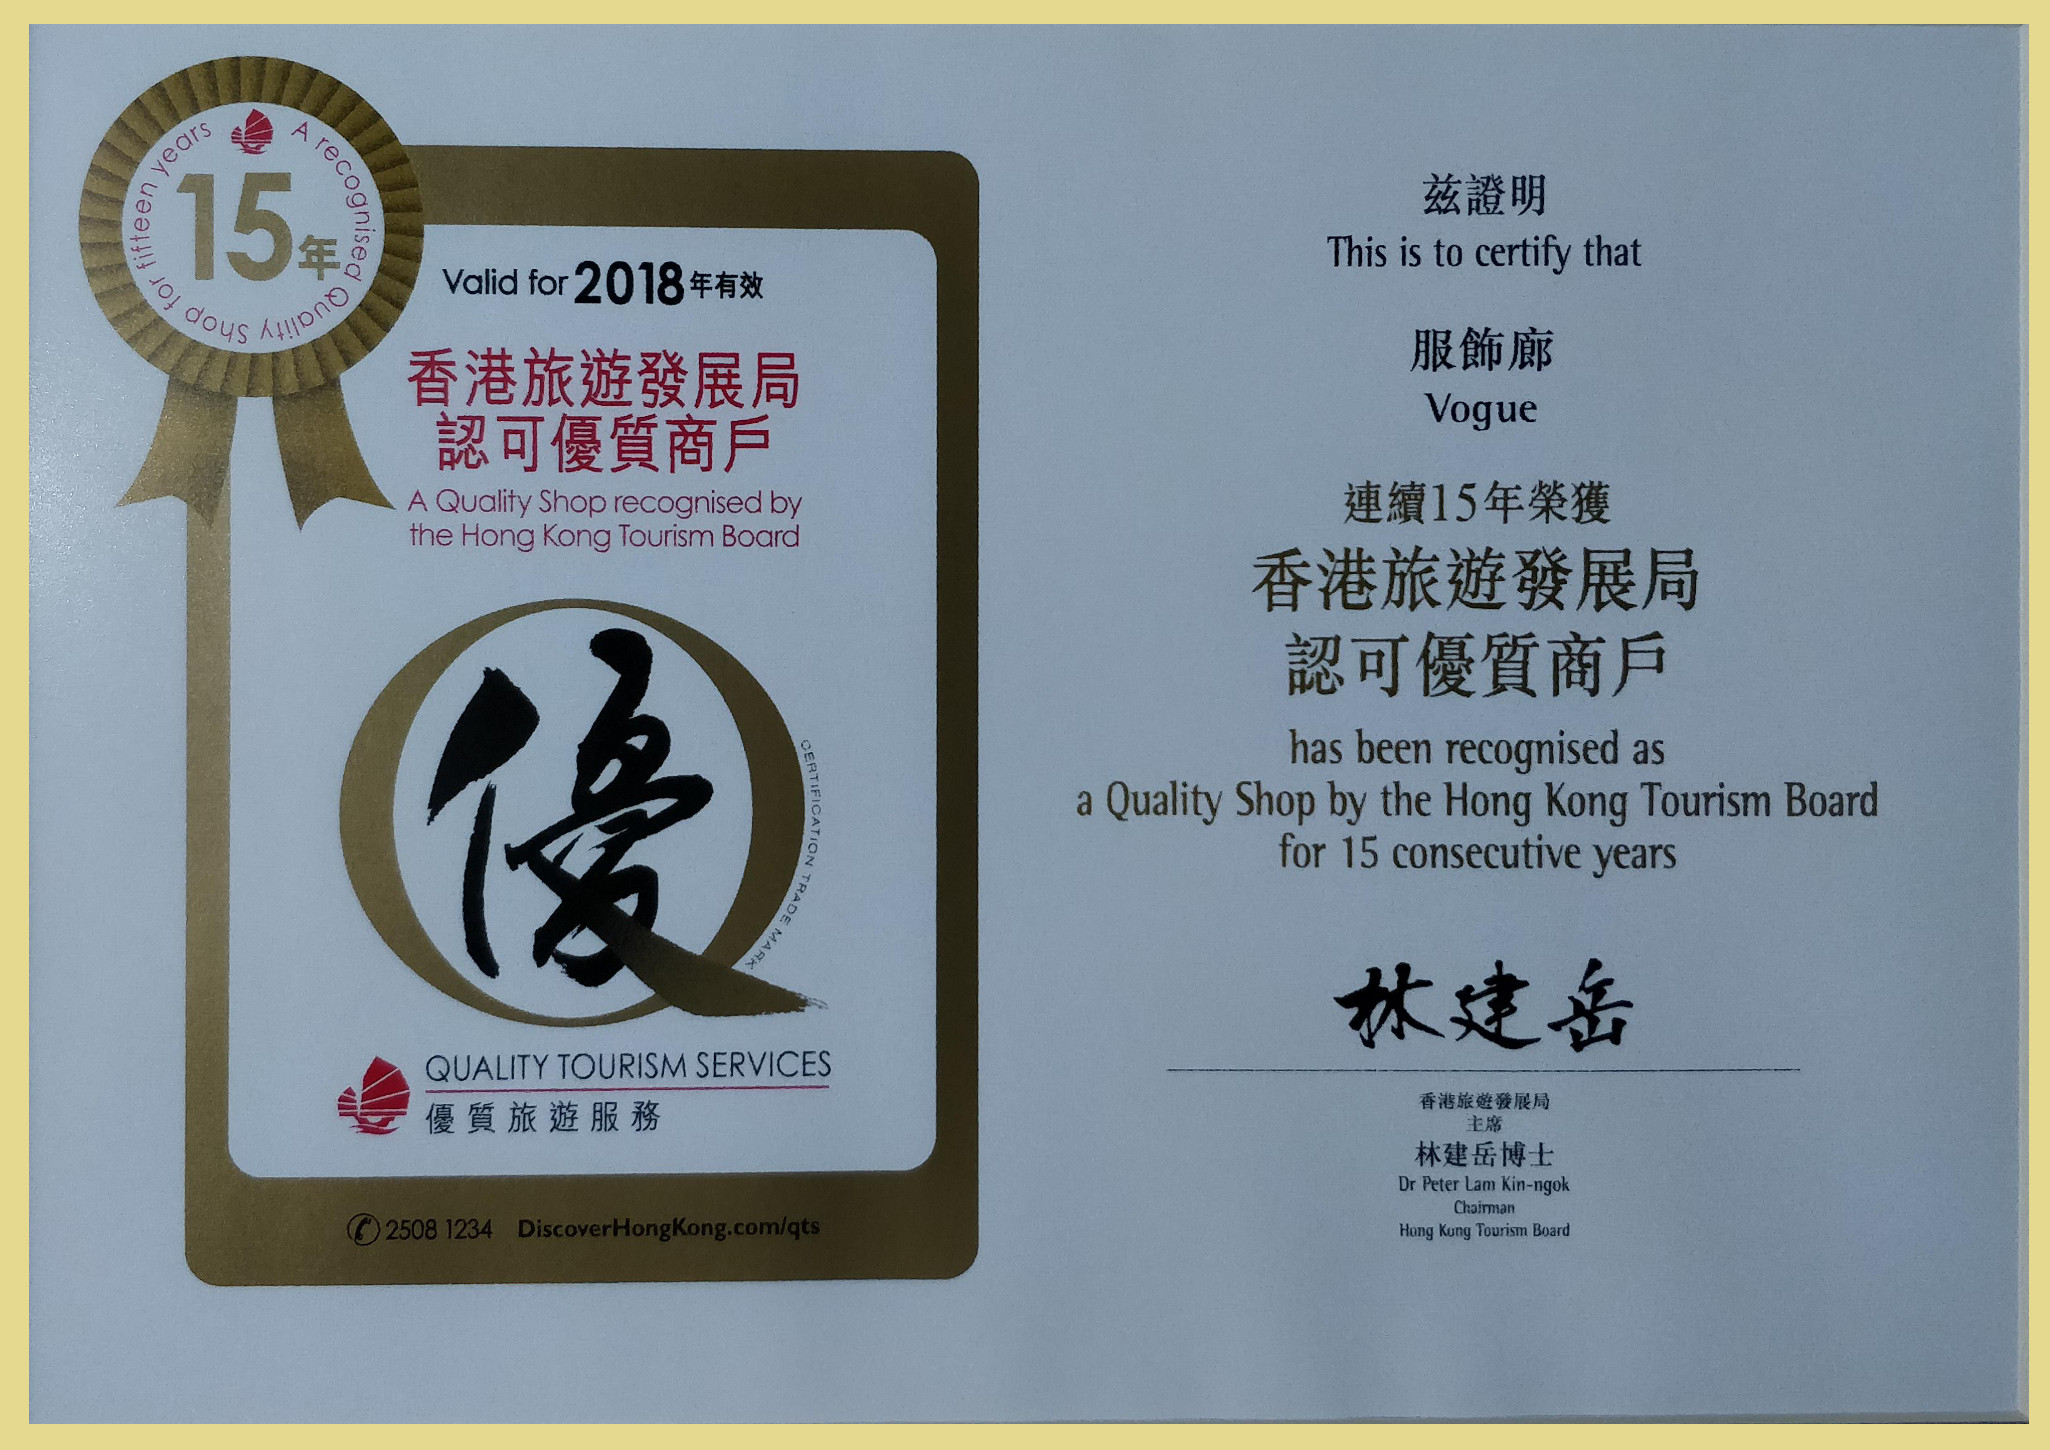 A recognised Quality Shop for fifteen years
15年
Valid for 2018年有效
香港旅遊發展局
認可優質商戶
A Quality Shop recognised by
the Hong Kong Tourism Board
優
CERTIFICATION TRADE MARK
QUALITY TOURISM SERVICES
優質旅遊服務
2508 1234 DiscoverHongKong.com/qts
茲證明
This is to certify that
服飾廊
Vogue
連續15年榮獲
香港旅遊發展局
認可優質商戶
has been recognised as
a Quality Shop by the Hong Kong Tourism Board
for 15 consecutive years
林建岳
香港旅遊發展局
主席
林建岳博士
Dr Peter Lam Kin-ngok
Chairman
Hong Kong Tourism Board